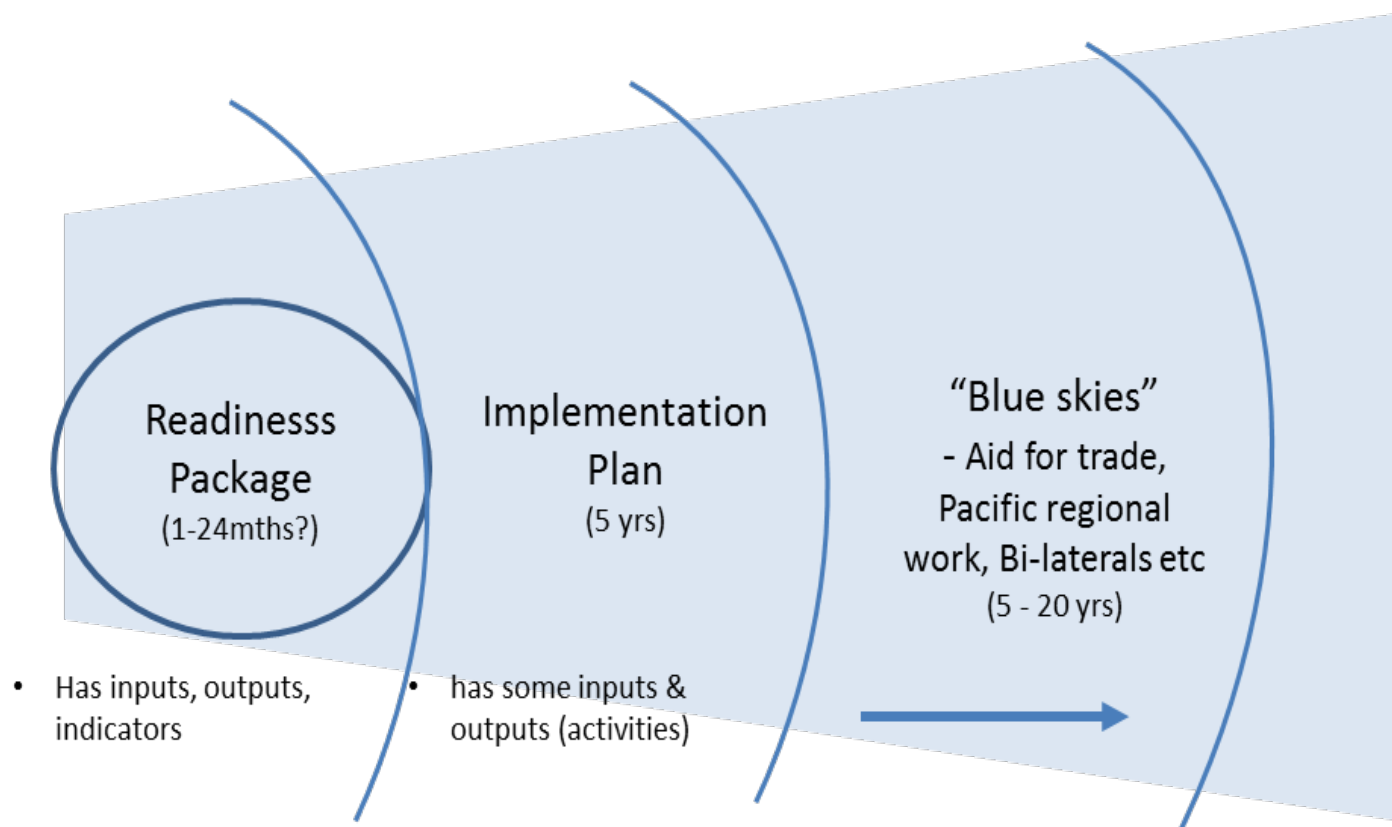 Readinesss
Package
(1-24mths?)
• Has inputs, outputs,
indicators
Implementation
Plan
(5 yrs)
• has some inputs &
outputs (activities)
“Blue skies”
- Aid for trade,
Pacific regional
work, Bi-laterals etc
(5 - 20 yrs)